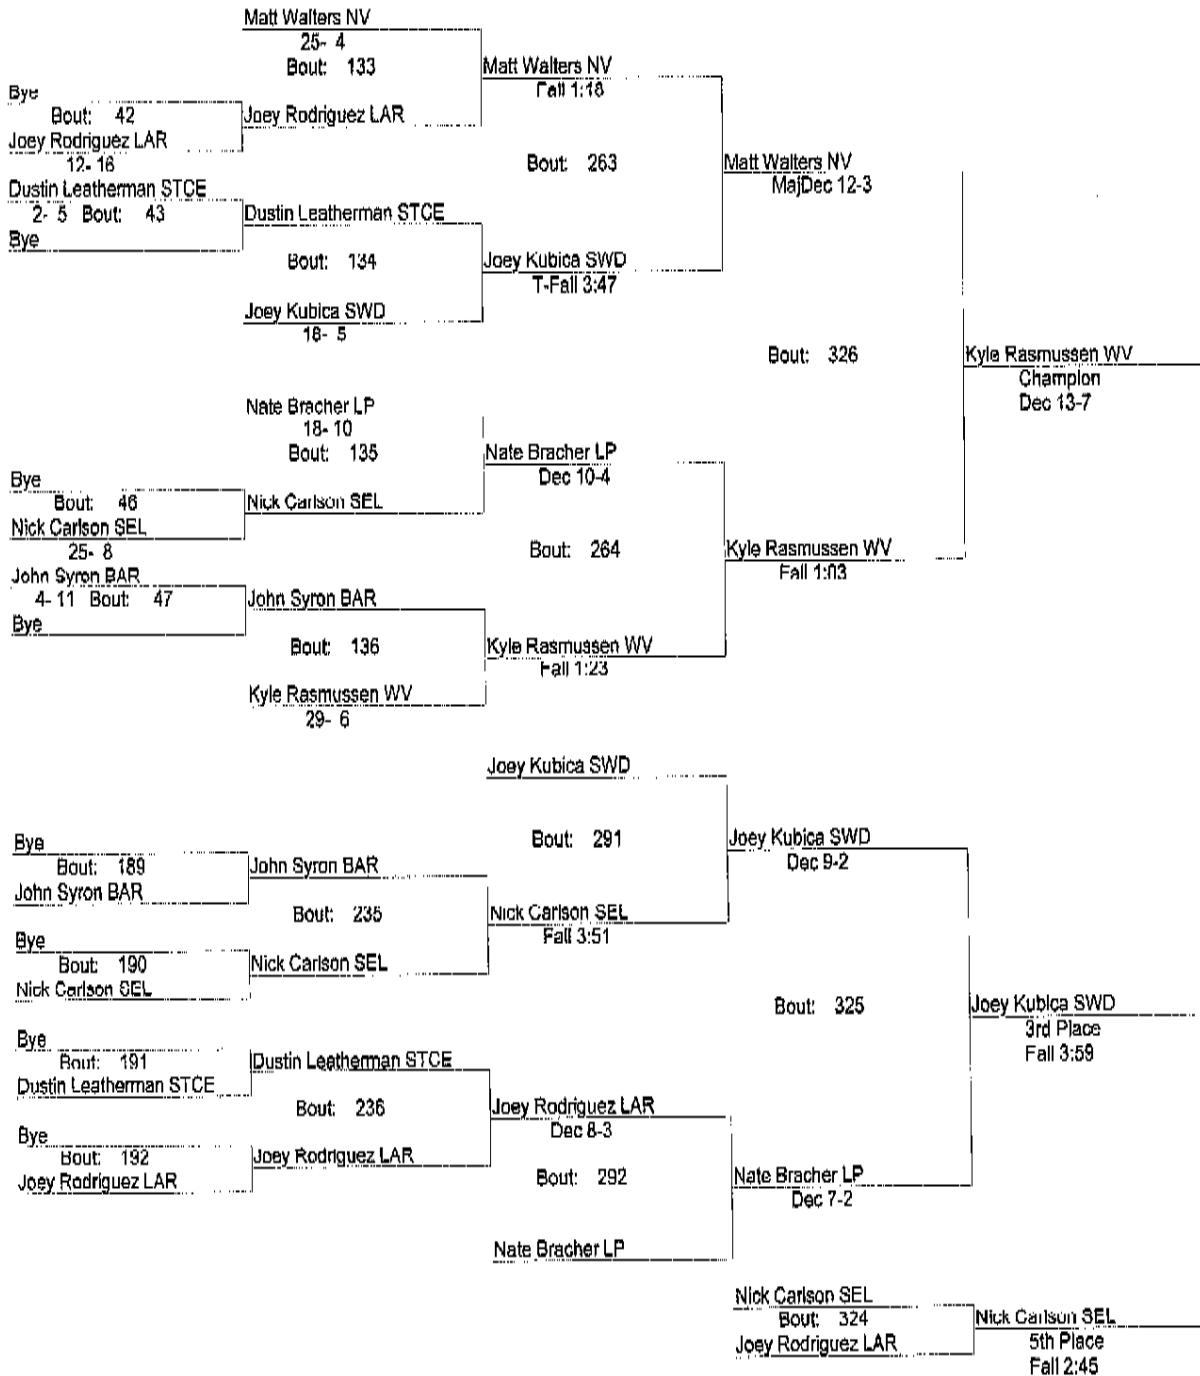 Matt Walters NV
25- 4
Bout: 133
Matt Walters NV
Fall 1:18
Bye
Bout: 42
Joey Rodriguez LAR
Joey Rodriguez LAR
12- 16
Bout: 263
Matt Walters NV
MajDec 12-3
Dustin Leatherman STCE
2- 5 Bout: 43
Dustin Leatherman STCE
Bye
Bout: 134
Joey Kubica SWD
T-Fall 3:47
Joey Kubica SWD
18- 5
Bout: 326
Kyle Rasmussen WV
Champion
Dec 13-7
Nate Bracher LP
18- 10
Bout: 135
Nate Bracher LP
Dec 10-4
Bye
Bout: 46
Nick Carlson SEL
Nick Carlson SEL
25- 8
Bout: 264
Kyle Rasmussen WV
Fall 1:03
John Syron BAR
4- 11 Bout: 47
John Syron BAR
Bye
Bout: 136
Kyle Rasmussen WV
Fall 1:23
Kyle Rasmussen WV
29- 6
Joey Kubica SWD
Bout: 291
Joey Kubica SWD
Dec 9-2
Bye
Bout: 189
John Syron BAR
John Syron BAR
Bout: 235
Nick Carlson SEL
Fall 3:51
Bye
Bout: 190
Nick Carlson SEL
Nick Carlson SEL
Bout: 325
Joey Kubica SWD
3rd Place
Fall 3:59
Bye
Bout: 191
Dustin Leatherman STCE
Dustin Leatherman STCE
Bout: 236
Joey Rodriguez LAR
Dec 8-3
Bye
Bout: 192
Joey Rodriguez LAR
Joey Rodriguez LAR
Bout: 292
Nate Bracher LP
Dec 7-2
Nate Bracher LP
Nick Carlson SEL
Bout: 324
Joey Rodriguez LAR
Nick Carlson SEL
5th Place
Fall 2:45